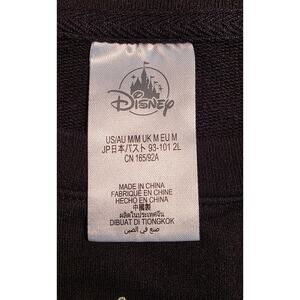 Disney
US/AU M/M UK M EU M
JP日本/バスト 93-101 2L
CN 165/92A
MADE IN CHINA
FABRIQUÉ EN CHINE
HECHO EN CHINA
中國製
ผลิตในประเทศจีน
DIBUAT DI TIONGKOK
صنع في الصين